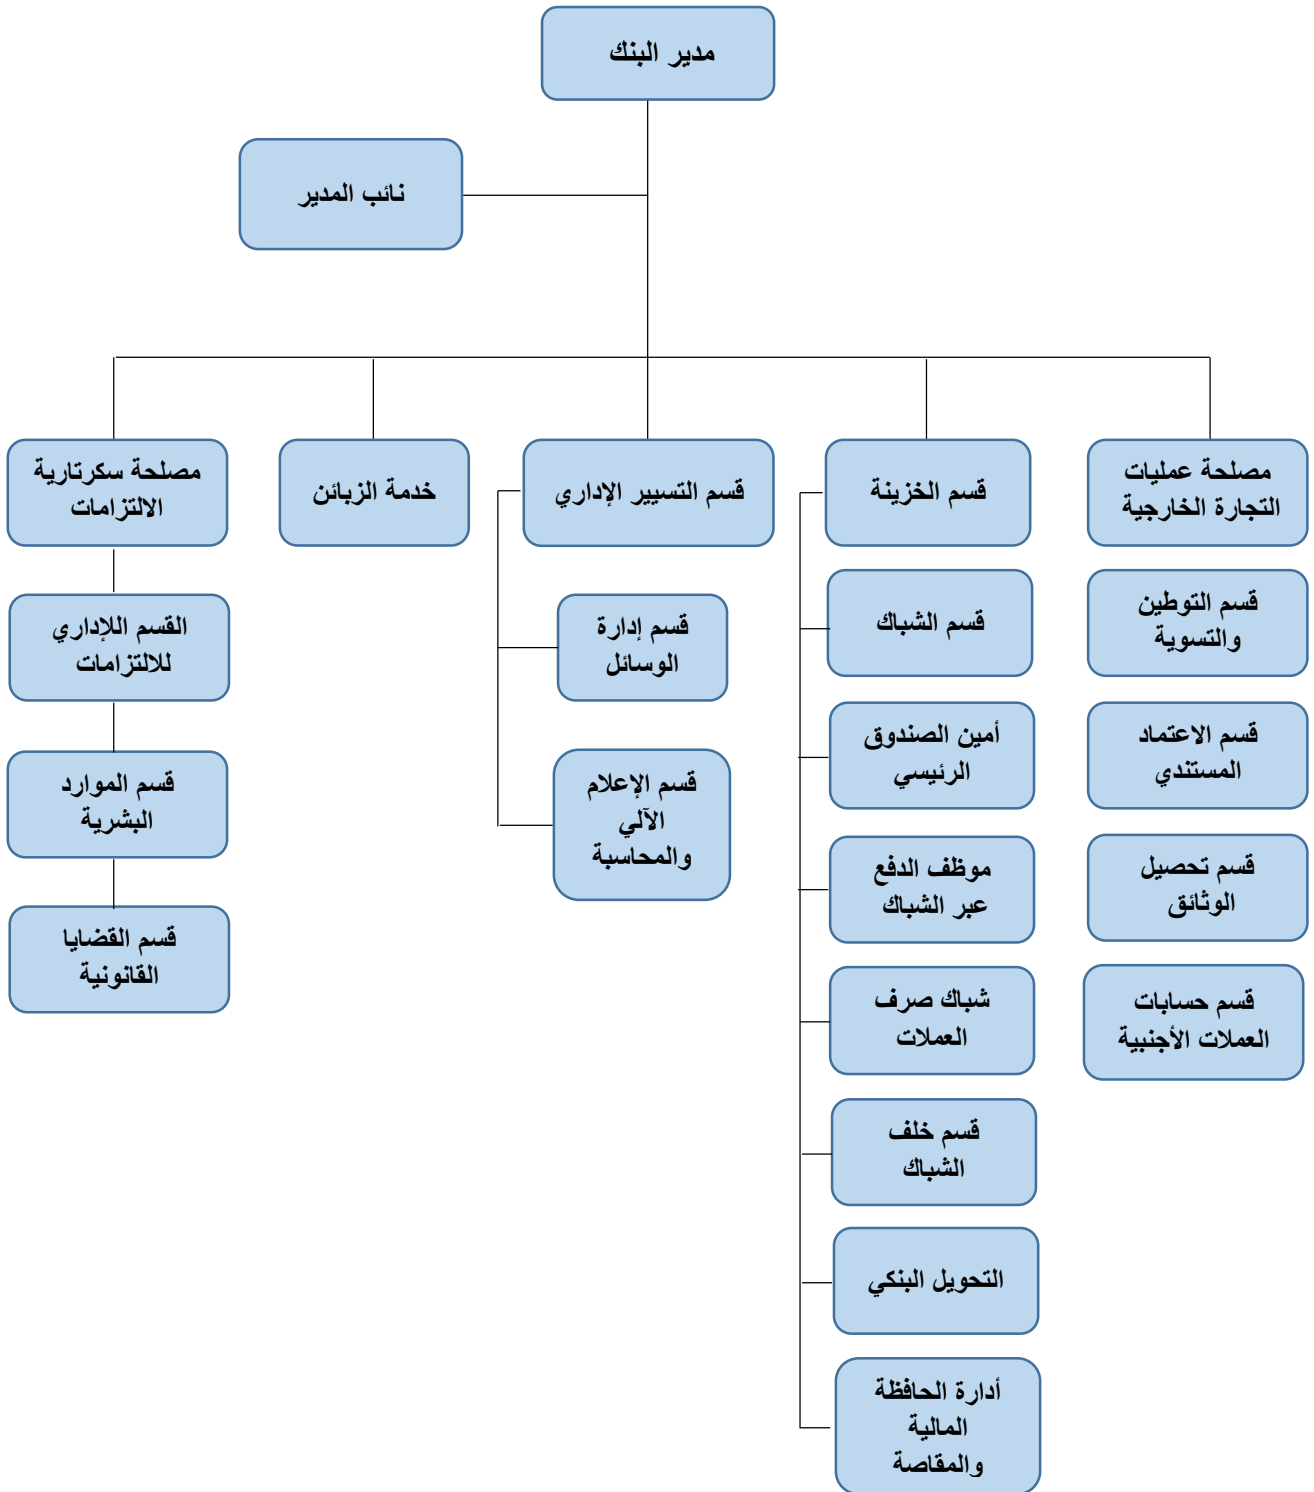 مدير البنك
نائب المدير
مصلحة عمليات
التجارة الخارجية
قسم الخزينة
قسم التسيير الإداري
خدمة الزبائن
مصلحة سكرتارية
الالتزامات
قسم التوطين
والتسوية
قسم الاعتماد
المستندي
قسم تحصيل
الوثائق
قسم حسابات
العملات الأجنبية
قسم الشباك
أمين الصندوق
الرئيسي
موظف الدفع
عبر الشباك
شباك صرف
العملات
قسم خلف
الشباك
التحويل البنكي
أدارة الحافظة
المالية
والمقاصة
قسم إدارة
الوسائل
قسم الإعلام
الآلي
والمحاسبة
القسم اللإداري
للالتزامات
قسم الموارد
البشرية
قسم القضايا
القانونية